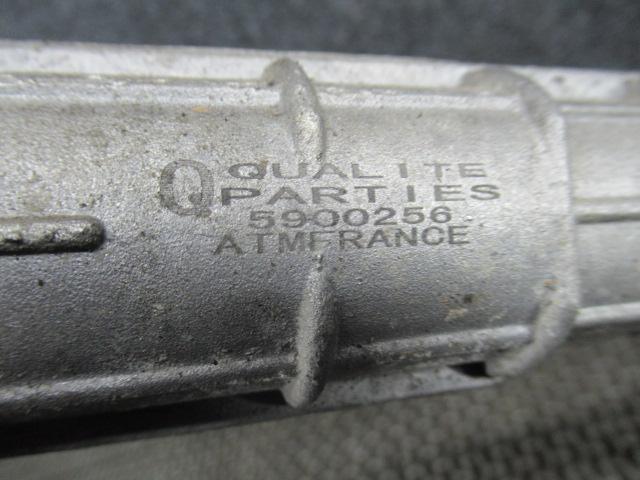 Q QUALITE
PARTIES
5900256
ATMFRANCE